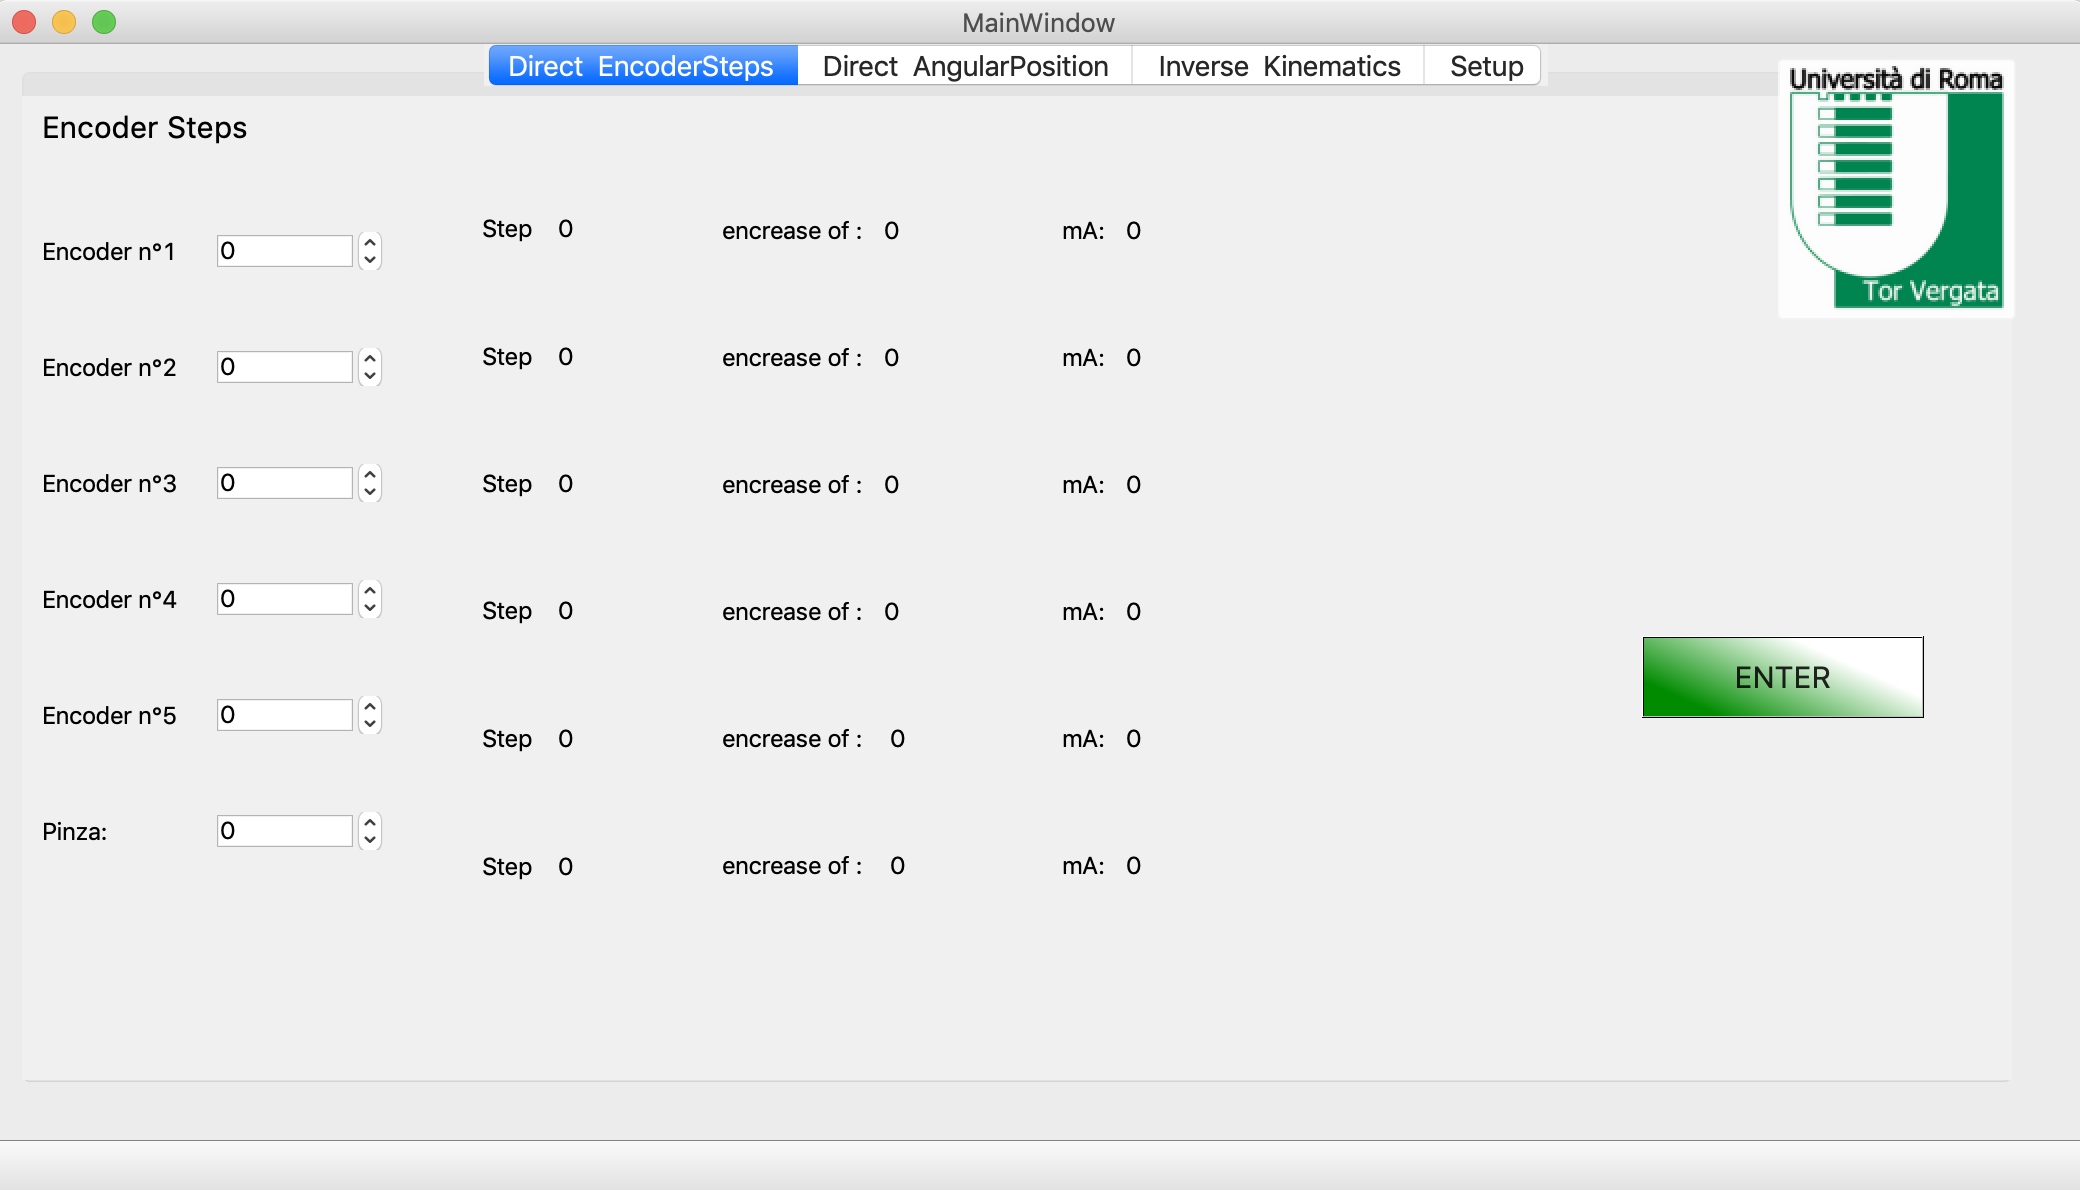 MainWindow
Direct EncoderSteps Direct AngularPosition Inverse Kinematics Setup
Università di Roma
Tor Vergata
Encoder Steps
Encoder n°1 0 Step 0 encrease of : 0 mA: 0
Encoder n°2 0 Step 0 encrease of : 0 mA: 0
Encoder n°3 0 Step 0 encrease of : 0 mA: 0
Encoder n°4 0 Step 0 encrease of : 0 mA: 0
Encoder n°5 0 Step 0 encrease of : 0 mA: 0
Pinza: 0 Step 0 encrease of : 0 mA: 0
ENTER